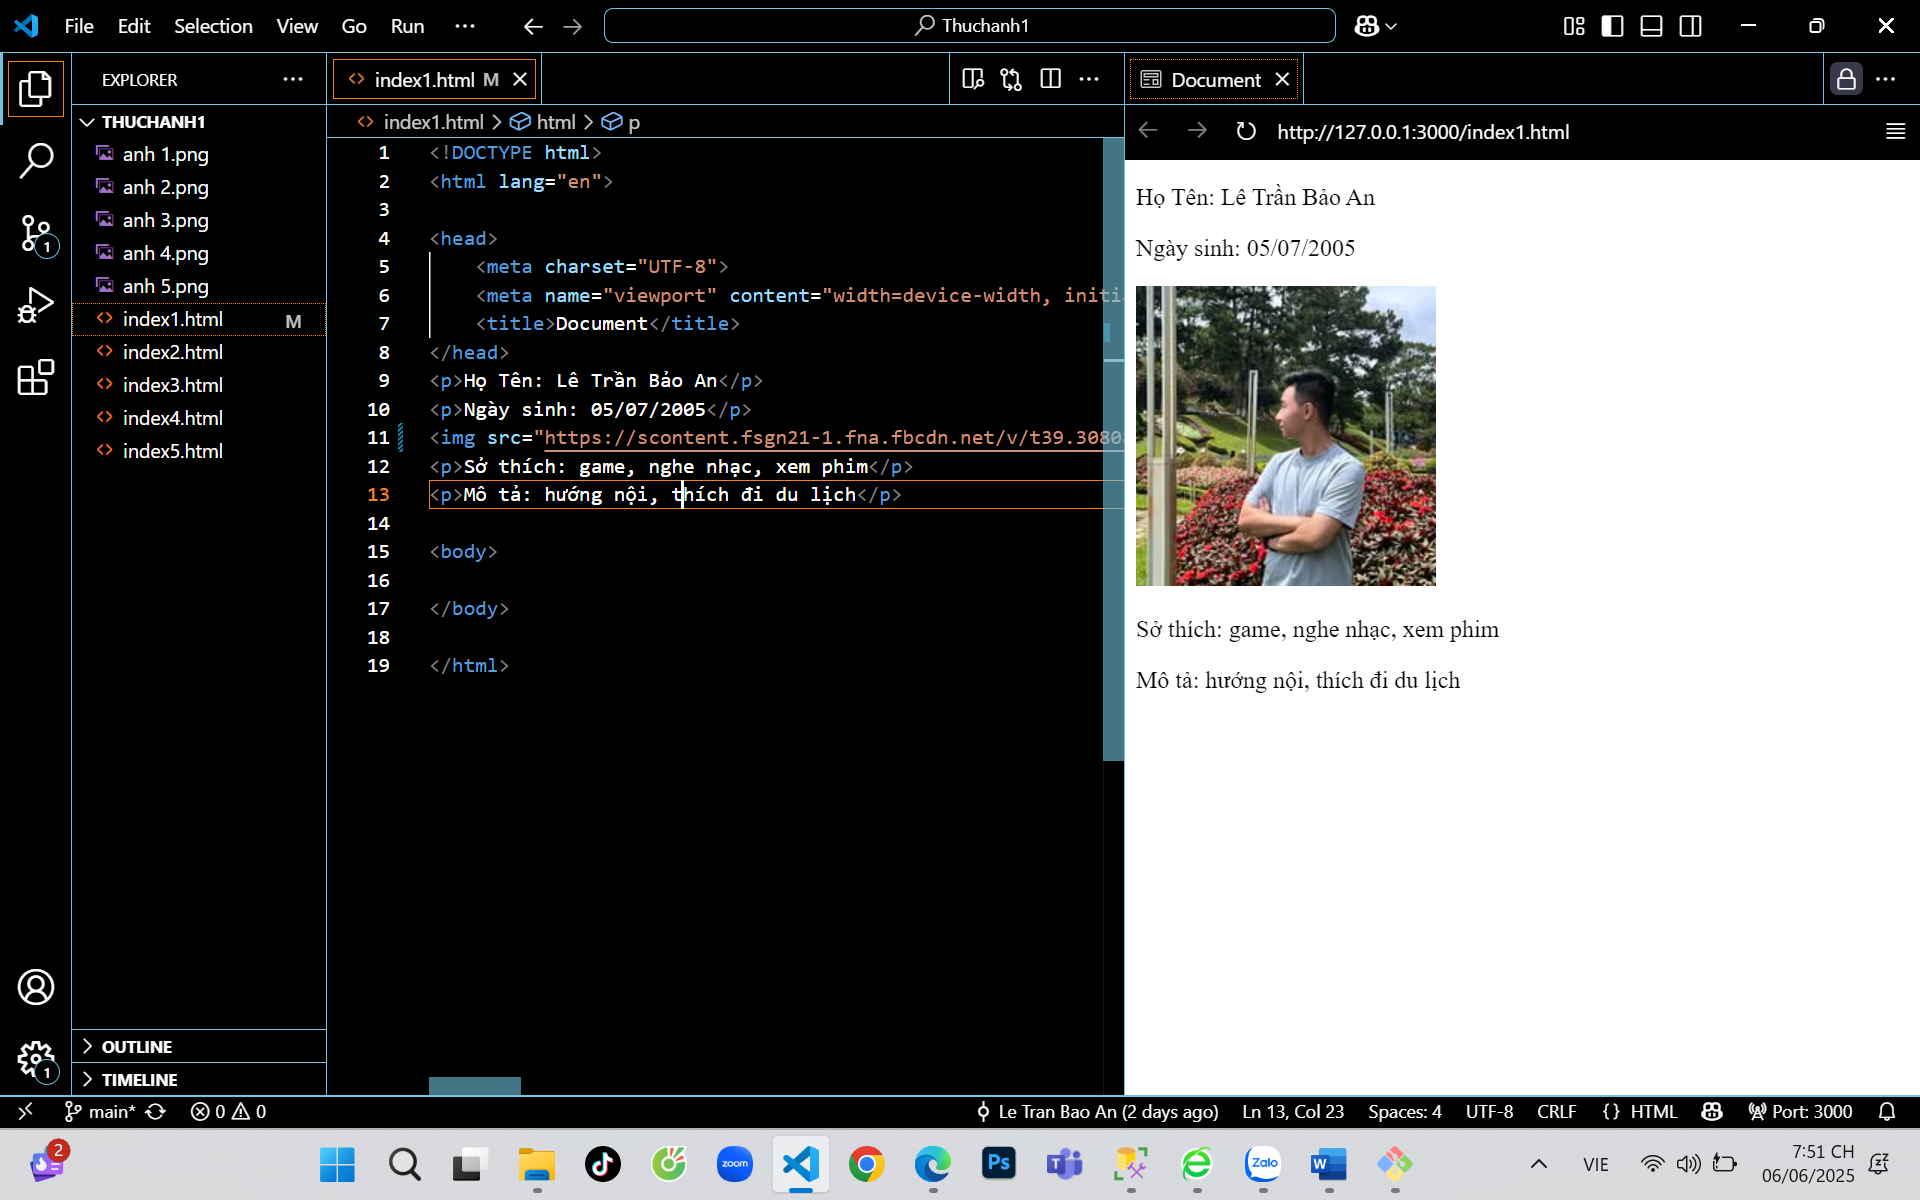 File Edit Selection View Go Run ··· Thuchanh1
EXPLORER
index1.html M
Document
THUCHANH1
index1.html > html > p
http://127.0.0.1:3000/index1.html
anh 1.png
anh 2.png
anh 3.png
anh 4.png
anh 5.png
index1.html M
index2.html
index3.html
index4.html
index5.html
1 <!DOCTYPE html>
2 <html lang="en">
3
4 <head>
5 <meta charset="UTF-8">
6 <meta name="viewport" content="width=device-width, initi
7 <title>Document</title>
8 </head>
9 <p>Họ Tên: Lê Trần Bảo An</p>
10 <p>Ngày sinh: 05/07/2005</p>
11 <img src="https://scontent.fsgn21-1.fna.fbcdn.net/v/t39.3080
12 <p>Sở thích: game, nghe nhạc, xem phim</p>
13 <p>Mô tả: hướng nội, thích đi du lịch</p>
14
15 <body>
16
17 </body>
18
19 </html>
Họ Tên: Lê Trần Bảo An
Ngày sinh: 05/07/2005
Sở thích: game, nghe nhạc, xem phim
Mô tả: hướng nội, thích đi du lịch
1
1
OUTLINE
TIMELINE
main* 0 0 Le Tran Bao An (2 days ago) Ln 13, Col 23 Spaces: 4 UTF-8 CRLF {} HTML Port: 3000
2
zoom
Ps
Zalo
W
VIE
7:51 CH
06/06/2025